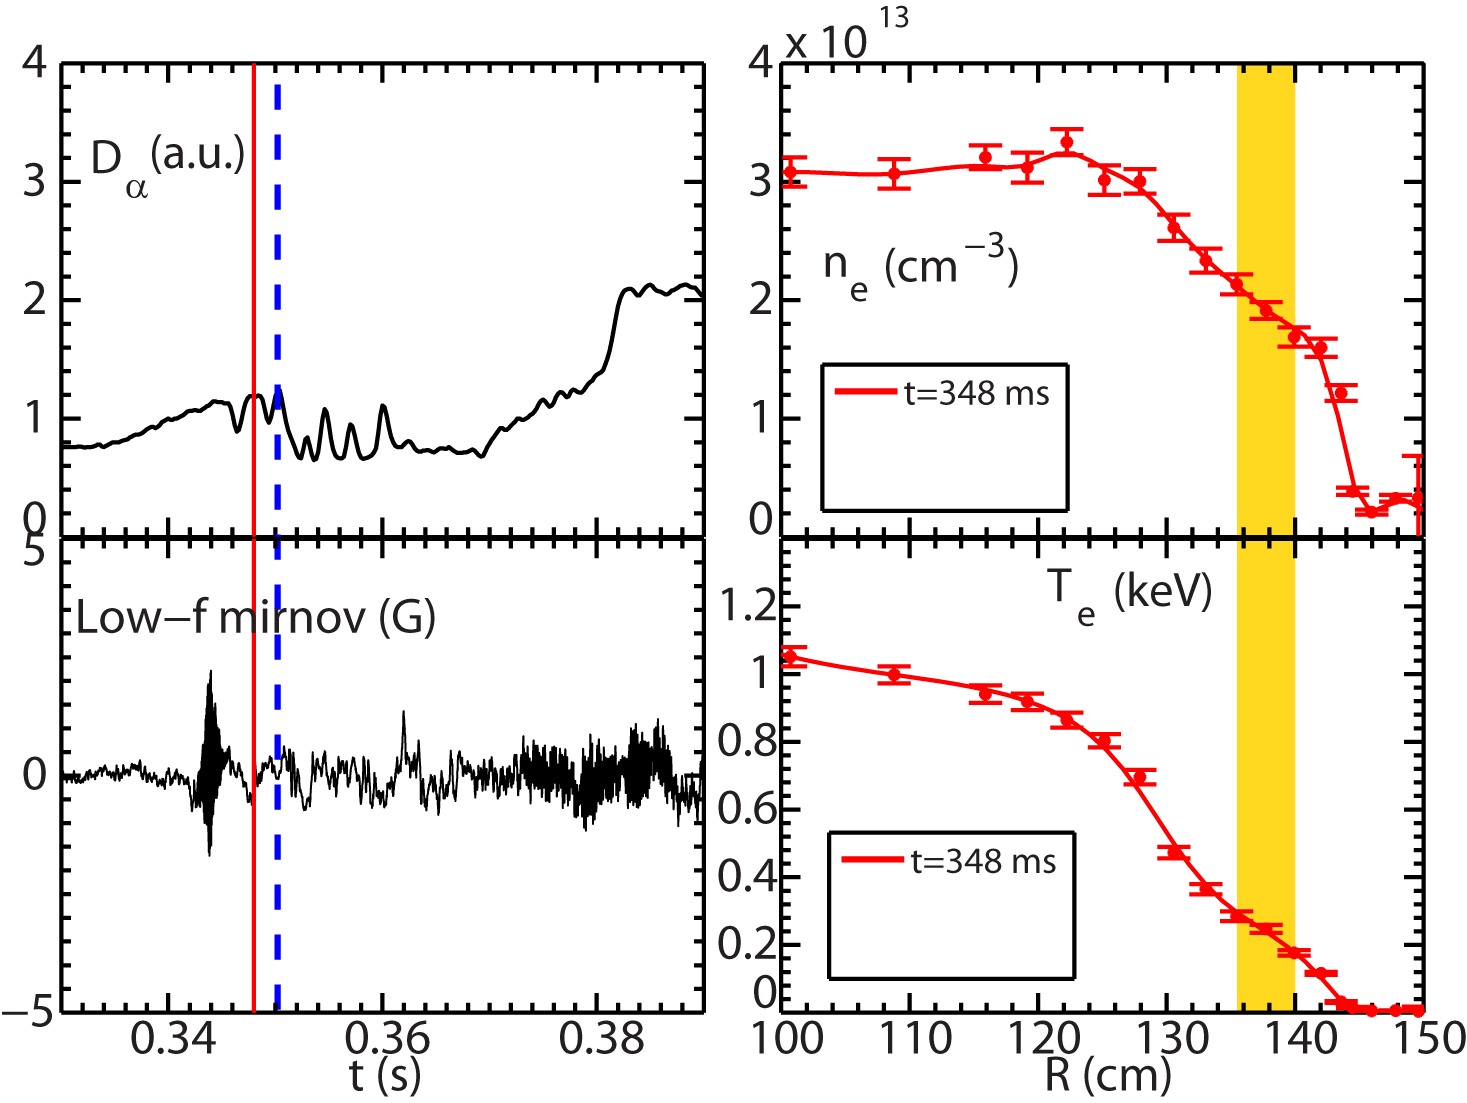 4
3
2
1
0
Dα (a.u.)
5
0
−5
Low−f mirnov (G)
0.34 0.36 0.38
t (s)
x 10 13
4
3
2
1
0
ne (cm−3)
t=348 ms
Te (keV)
1.2
1
0.8
0.6
0.4
0.2
0
t=348 ms
100 110 120 130 140 150
R (cm)